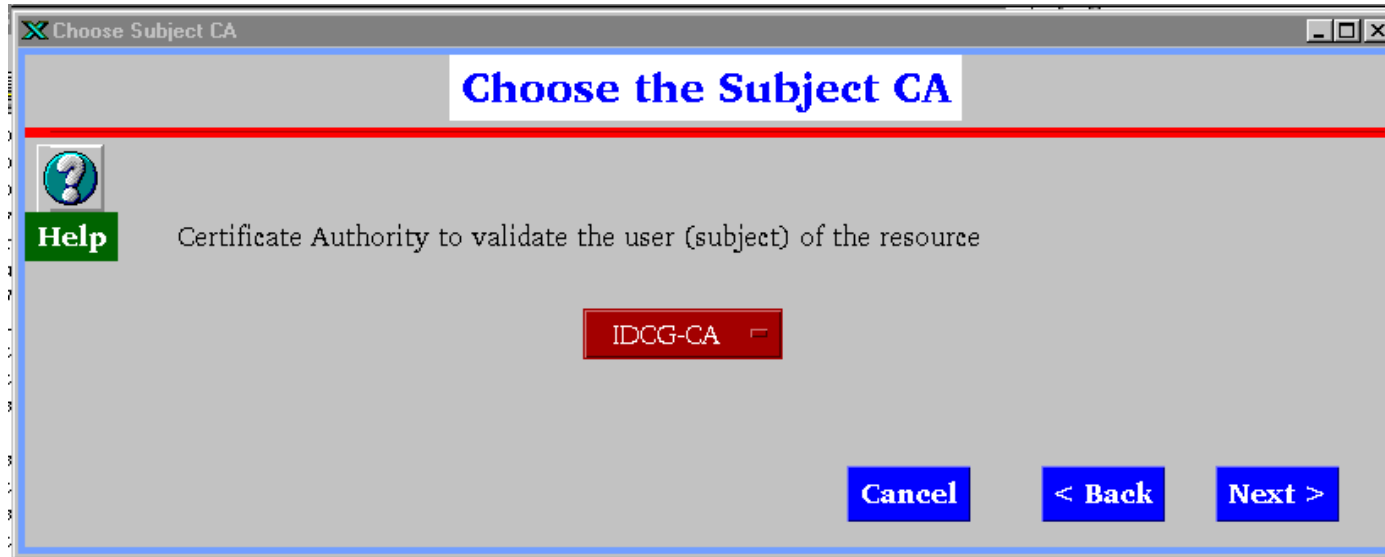 Choose Subject CA
Choose the Subject CA
Help
Certificate Authority to validate the user (subject) of the resource
IDCG-CA
Cancel
< Back
Next >